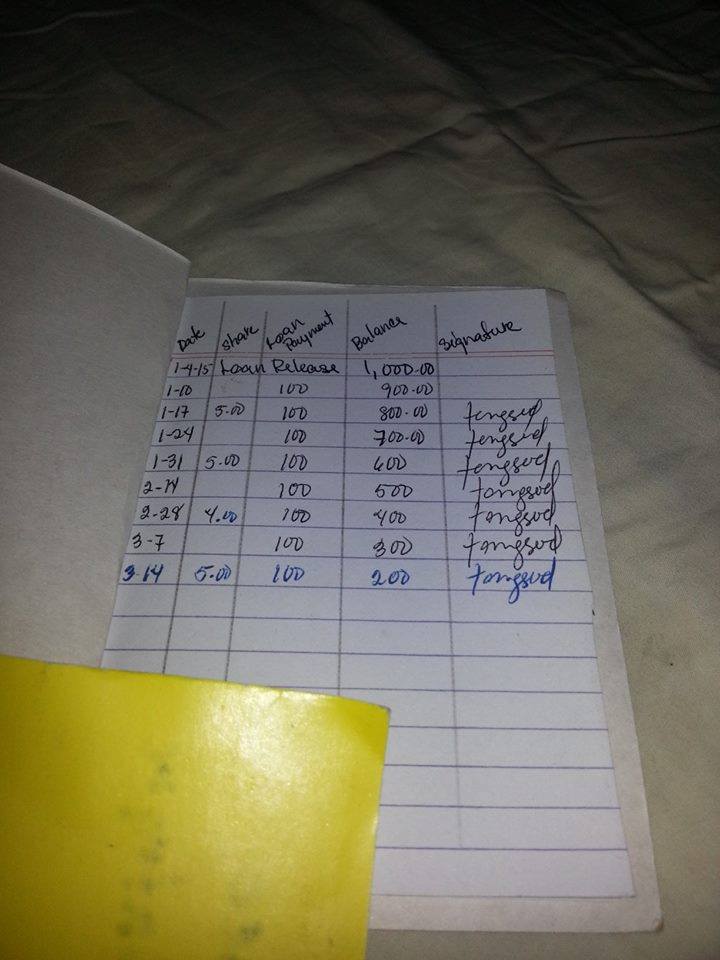 Date Share Loan Payment Balance Signature
1-4-15 Loan Release 1,000.00
1-10 100 900.00
1-17 5.00 100 800.00 tongsod
1-24 100 700.00 tongsod
1-31 5.00 100 600 tongsod
2-14 100 500 tongsod
2-28 4.00 100 400 tongsod
3-7 100 300 tongsod
3-14 5.00 100 200 tongsod